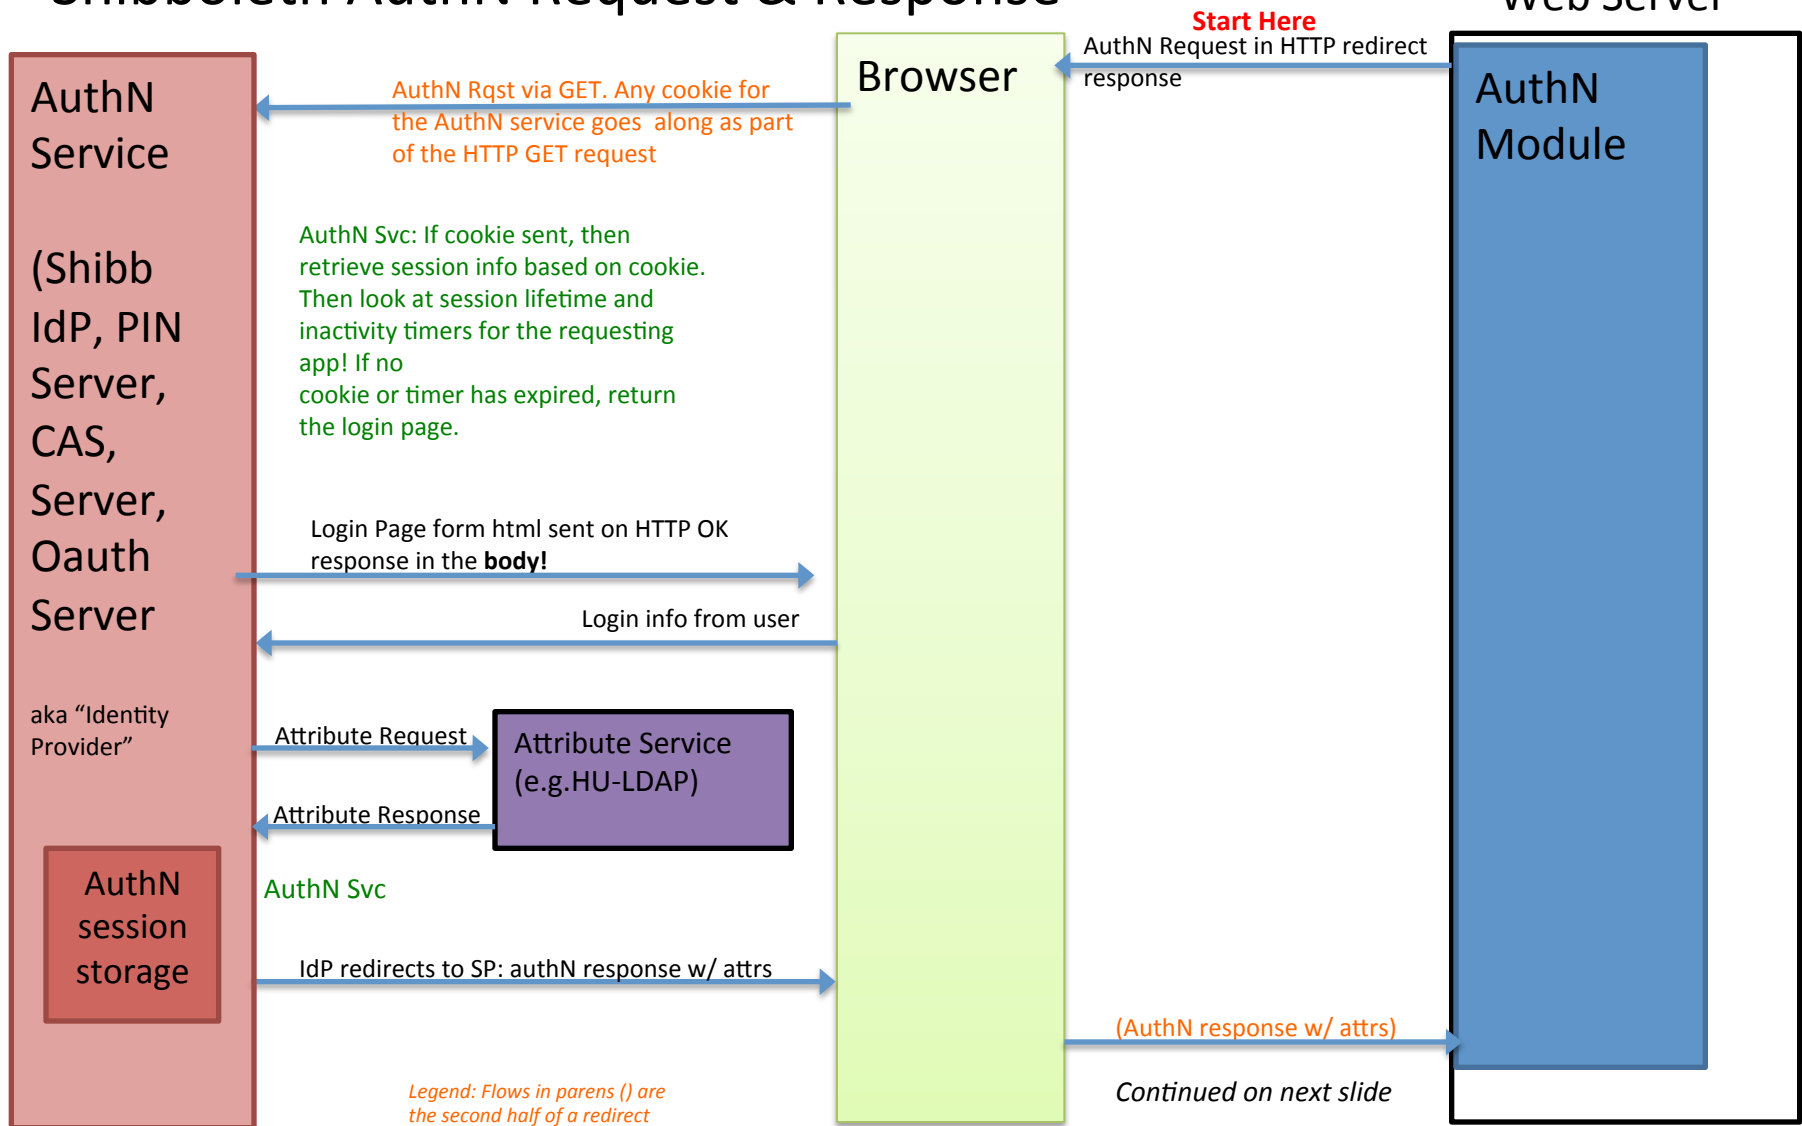 Shibboleth AuthN Request & Response
Web Server
Start Here
AuthN Request in HTTP redirect
response
Browser
AuthN
Module
AuthN
Service
(Shibb
IdP, PIN
Server,
CAS,
Server,
Oauth
Server
aka “Identity
Provider”
AuthN Rqst via GET. Any cookie for
the AuthN service goes along as part
of the HTTP GET request
AuthN Svc: If cookie sent, then
retrieve session info based on cookie.
Then look at session lifetime and
inactivity timers for the requesting
app! If no
cookie or timer has expired, return
the login page.
Login Page form html sent on HTTP OK
response in the body!
Login info from user
Attribute Request
Attribute Service
(e.g.HU-LDAP)
Attribute Response
AuthN
session
storage
AuthN Svc
IdP redirects to SP: authN response w/ attrs
(AuthN response w/ attrs)
Legend: Flows in parens () are
the second half of a redirect
Continued on next slide